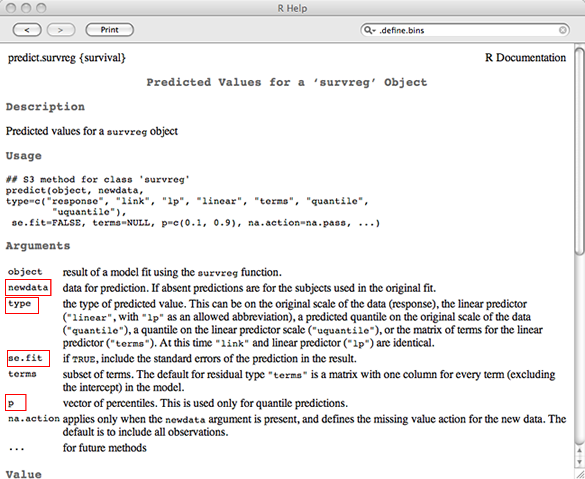 R Help
<
>
Print
.define.bins
predict.survreg {survival}
R Documentation
Predicted Values for a ‘survreg’ Object
Description
Predicted values for a survreg object
Usage
## S3 method for class 'survreg'
predict(object, newdata,
type=c("response", "link", "lp", "linear", "terms", "quantile",
"uquantile"),
se.fit=FALSE, terms=NULL, p=c(0.1, 0.9), na.action=na.pass, ...)
Arguments
object result of a model fit using the survreg function.
newdata data for prediction. If absent predictions are for the subjects used in the original fit.
type the type of predicted value. This can be on the original scale of the data (response), the linear predictor
("linear", with "lp" as an allowed abbreviation), a predicted quantile on the original scale of the data
("quantile"), a quantile on the linear predictor scale ("uquantile"), or the matrix of terms for the linear
predictor ("terms"). At this time "link" and linear predictor ("lp") are identical.
se.fit if TRUE, include the standard errors of the prediction in the result.
terms subset of terms. The default for residual type "terms" is a matrix with one column for every term (excluding
the intercept) in the model.
p vector of percentiles. This is used only for quantile predictions.
na.action applies only when the newdata argument is present, and defines the missing value action for the new data. The
default is to include all observations.
... for future methods
Value